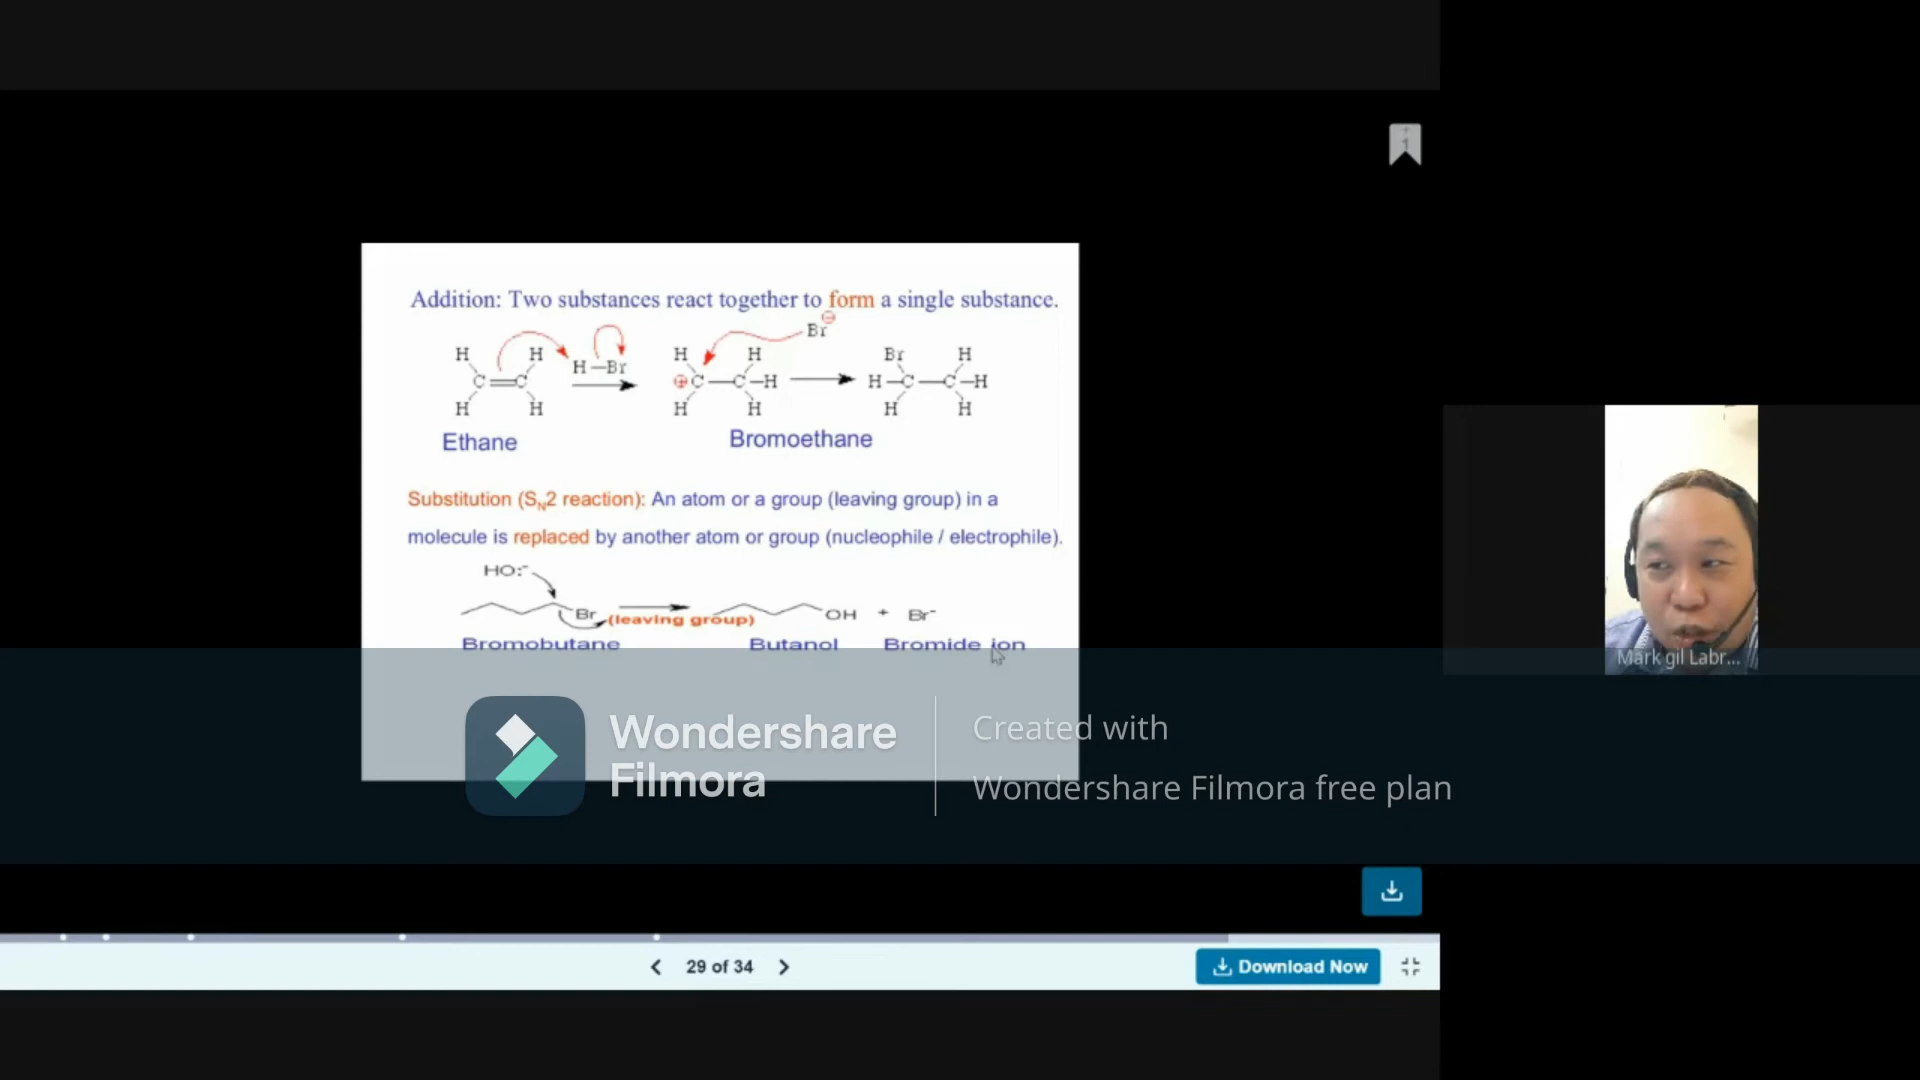 1
Addition: Two substances react together to form a single substance.
Br ⊖
H H H H Br H
H—Br
C=C ⊕C—C—H H—C—C—H
H H H H H H
Ethane Bromoethane
Substitution (SN2 reaction): An atom or a group (leaving group) in a
molecule is replaced by another atom or group (nucleophile / electrophile).
HO:⁻
Br OH + Br⁻
(leaving group)
Bromobutane Butanol Bromide ion
Mark gil Labr...
Wondershare
Filmora
Created with
Wondershare Filmora free plan
29 of 34
Download Now